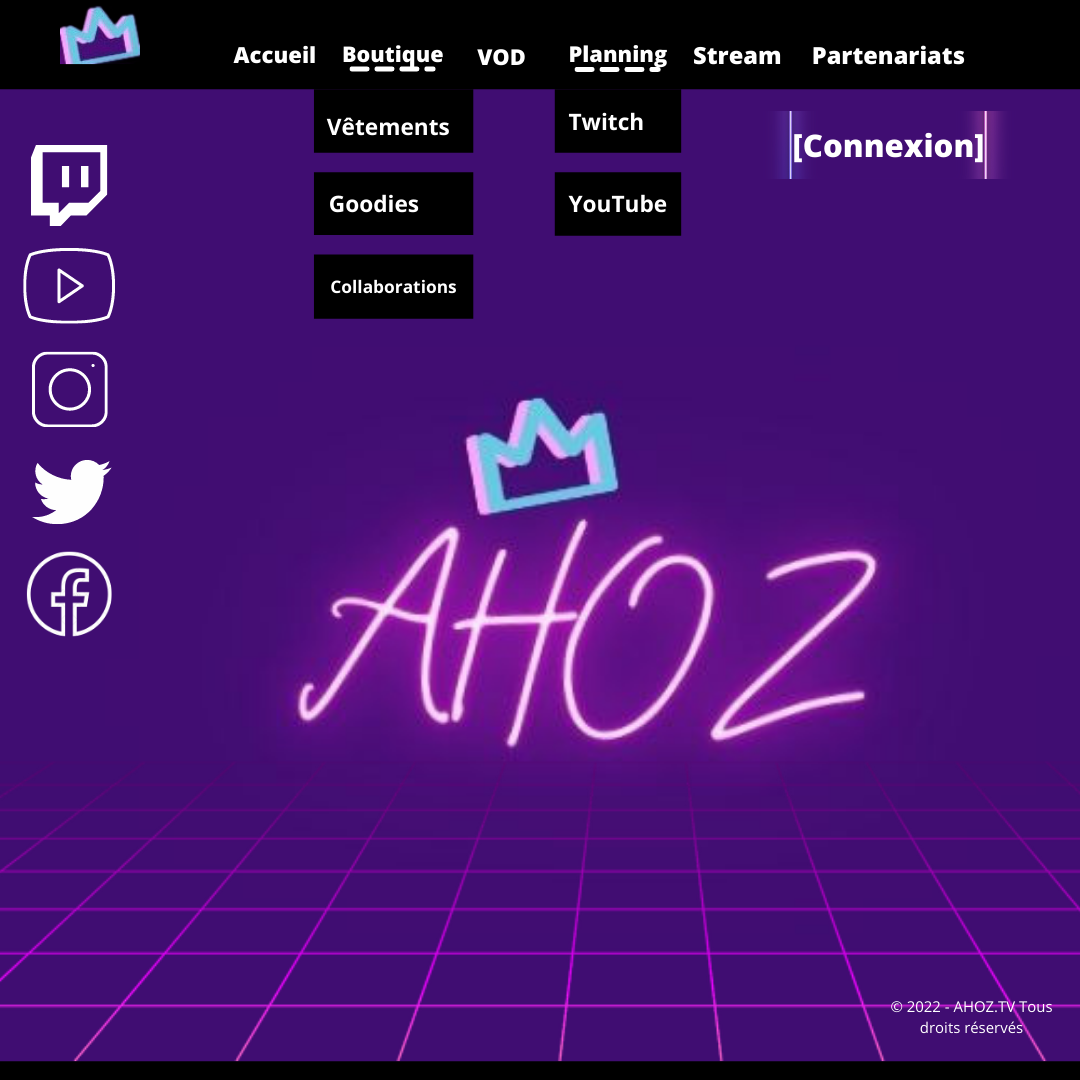 Accueil Boutique VOD Planning Stream Partenariats
Vêtements
Goodies
Collaborations
Twitch
YouTube
[Connexion]
AHOZ
© 2022 - AHOZ.TV Tous
droits réservés